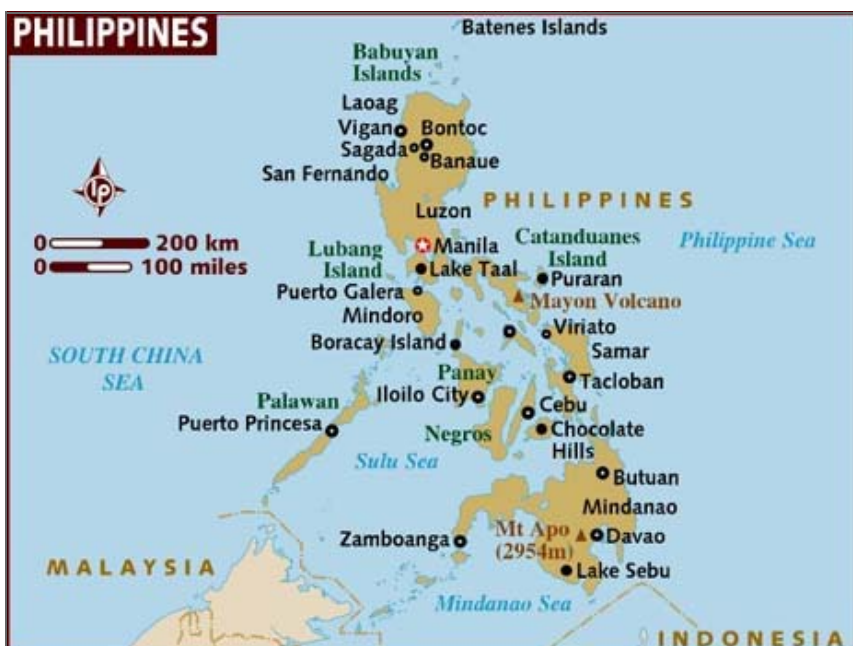 PHILIPPINES
Batenes Islands
Babuyan
Islands
Laoag
Vigan
Bontoc
Sagada
Banaue
San Fernando
PHILIPPINES
lp
Luzon
0 200 km
0 100 miles
Manila
Lubang
Island
Lake Taal
Catanduanes
Island
Philippine Sea
Puraran
Puerto Galera
Mayon Volcano
Mindoro
Viriato
Boracay Island
Samar
SOUTH CHINA
SEA
Panay
Tacloban
Palawan
Iloilo City
Cebu
Puerto Princesa
Negros
Chocolate
Hills
Sulu Sea
Butuan
Mindanao
Zamboanga
Mt Apo
(2954m)
Davao
MALAYSIA
Lake Sebu
Mindanao Sea
INDONESIA